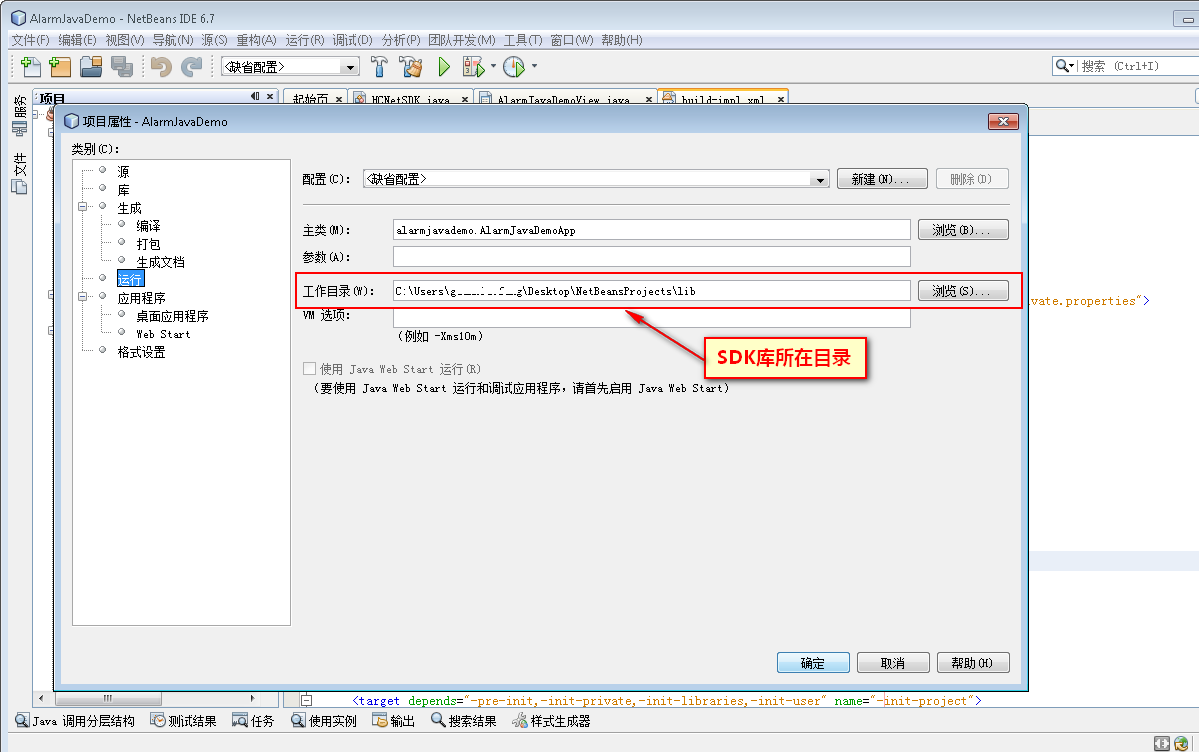 AlarmJavaDemo - NetBeans IDE 6.7
文件(F) 编辑(E) 视图(V) 导航(N) 源(S) 重构(A) 运行(R) 调试(D) 分析(P) 团队开发(M) 工具(T) 窗口(W) 帮助(H)
<缺省配置>
搜索 (Ctrl+I)
服务
文件
项目
起始页 HCNetSDK.java AlarmJavaDemoView.java build-impl.xml
项目属性 - AlarmJavaDemo
类别(C):
源
库
生成
编译
打包
生成文档
运行
应用程序
桌面应用程序
Web Start
格式设置
配置(C): <缺省配置> 新建(N)... 删除(D)
主类(M): alarmjavademo.AlarmJavaDemoApp 浏览(B)...
参数(A):
工作目录(W): C:\Users\ \Desktop\NetBeansProjects\lib 浏览(S)...
VM 选项:
(例如 -Xms10m)
SDK库所在目录
使用 Java Web Start 运行(R)
(要使用 Java Web Start 运行和调试应用程序，请首先启用 Java Web Start)
vate.properties">
确定 取消 帮助(H)
<target depends="-pre-init,-init-private,-init-libraries,-init-user" name="-init-project">
Java 调用分层结构 测试结果 任务 使用实例 输出 搜索结果 样式生成器